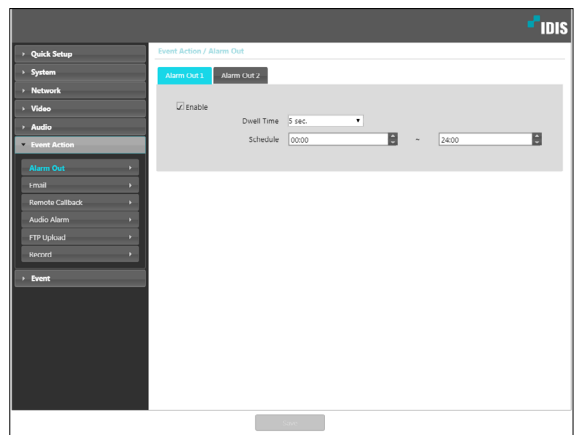 IDIS
Quick Setup
System
Network
Video
Audio
Event Action
Alarm Out
Email
Remote Callback
Audio Alarm
FTP Upload
Record
Event
Event Action / Alarm Out
Alarm Out 1 Alarm Out 2
Enable
Dwell Time 5 sec.
Schedule 00:00 ~ 24:00
Save